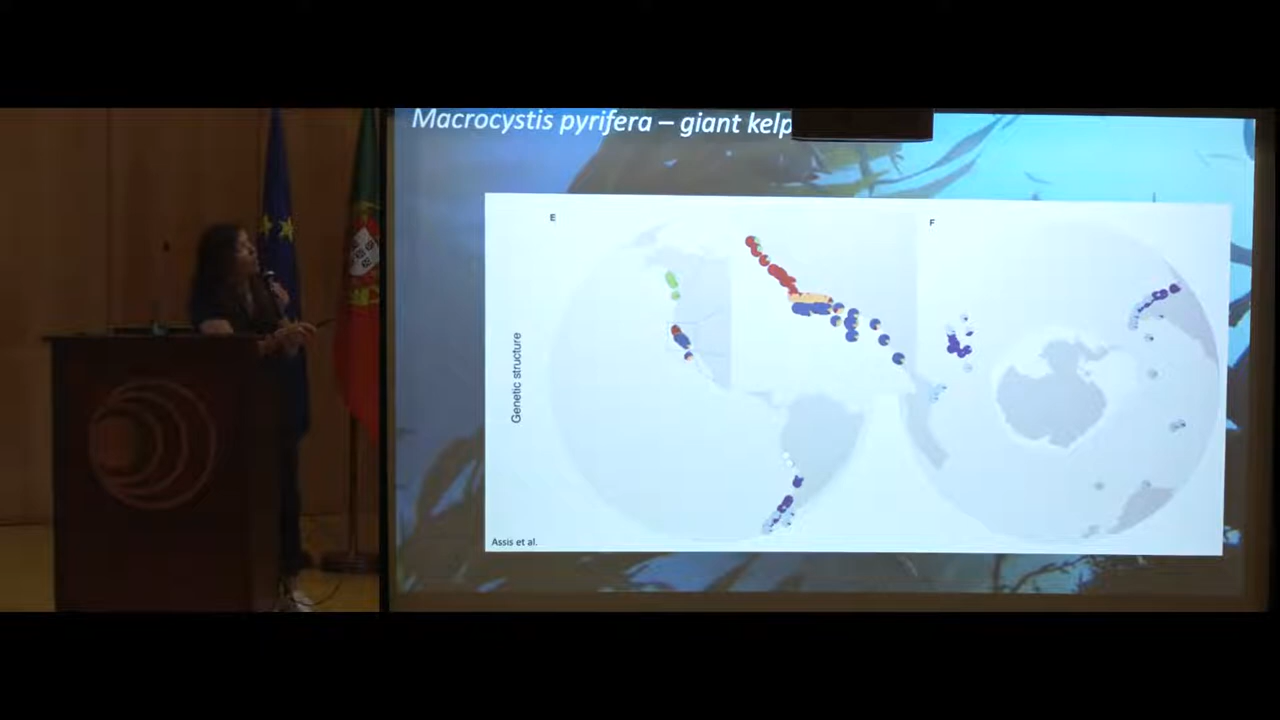 Macrocystis pyrifera – giant kelp
E
F
Genetic structure
Assis et al.